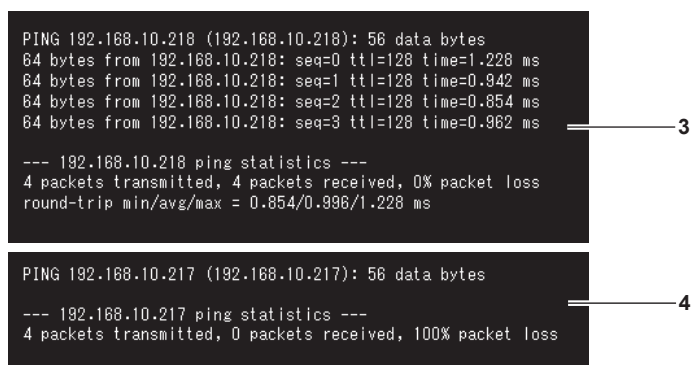 PING 192.168.10.218 (192.168.10.218): 56 data bytes
64 bytes from 192.168.10.218: seq=0 ttl=128 time=1.228 ms
64 bytes from 192.168.10.218: seq=1 ttl=128 time=0.942 ms
64 bytes from 192.168.10.218: seq=2 ttl=128 time=0.854 ms
64 bytes from 192.168.10.218: seq=3 ttl=128 time=0.962 ms
3
--- 192.168.10.218 ping statistics ---
4 packets transmitted, 4 packets received, 0% packet loss
round-trip min/avg/max = 0.854/0.996/1.228 ms
PING 192.168.10.217 (192.168.10.217): 56 data bytes
4
--- 192.168.10.217 ping statistics ---
4 packets transmitted, 0 packets received, 100% packet loss